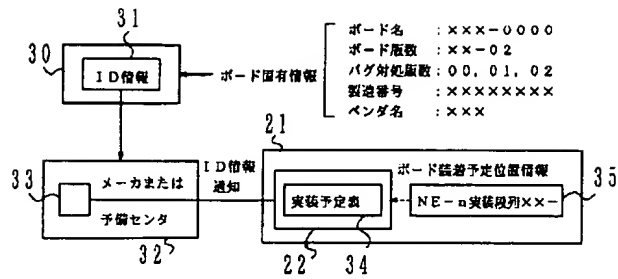 31
30
ID情報
ボード固有情報
ボード名 :×××-0000
ボード版数 :××-02
バグ対処版数:00, 01, 02
製造番号 :××××××××
ベンダ名 :×××
33
メーカまたは
予備センタ
32
ID情報
通知
21
ボード装着予定位置情報
実装予定表
NE-n実装段列××-
35
22
34